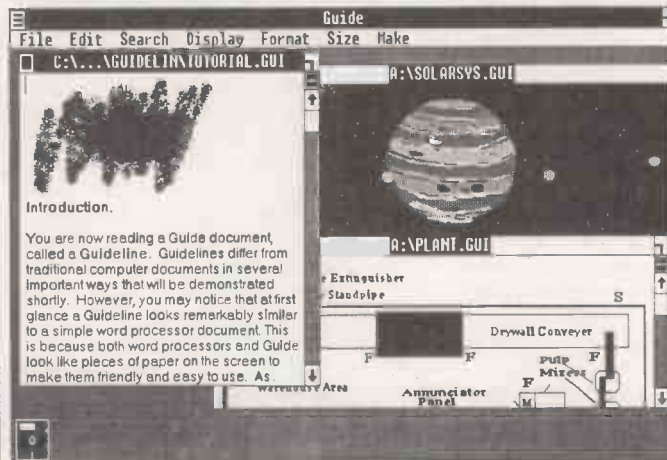 Guide
File Edit Search Display Format Size Make
C:\...\GUIDELIN\TUTORIAL.GUI
Introduction.
You are now reading a Guide document,
called a Guideline. Guidelines differ from
traditional computer documents in several
important ways that will be demonstrated
shortly. However, you may notice that at first
glance a Guideline looks remarkably similar
to a simple word processor document. This
is because both word processors and Guide
look like pieces of paper on the screen to
make them friendly and easy to use. As
A:\SOLARSYS.GUI
A:\PLANT.GUI
Extinguisher
Standpipe
S
Drywall Conveyer
F F F
Pulp
Mixers
Warehouse Area
Annunciator
Panel
F
M